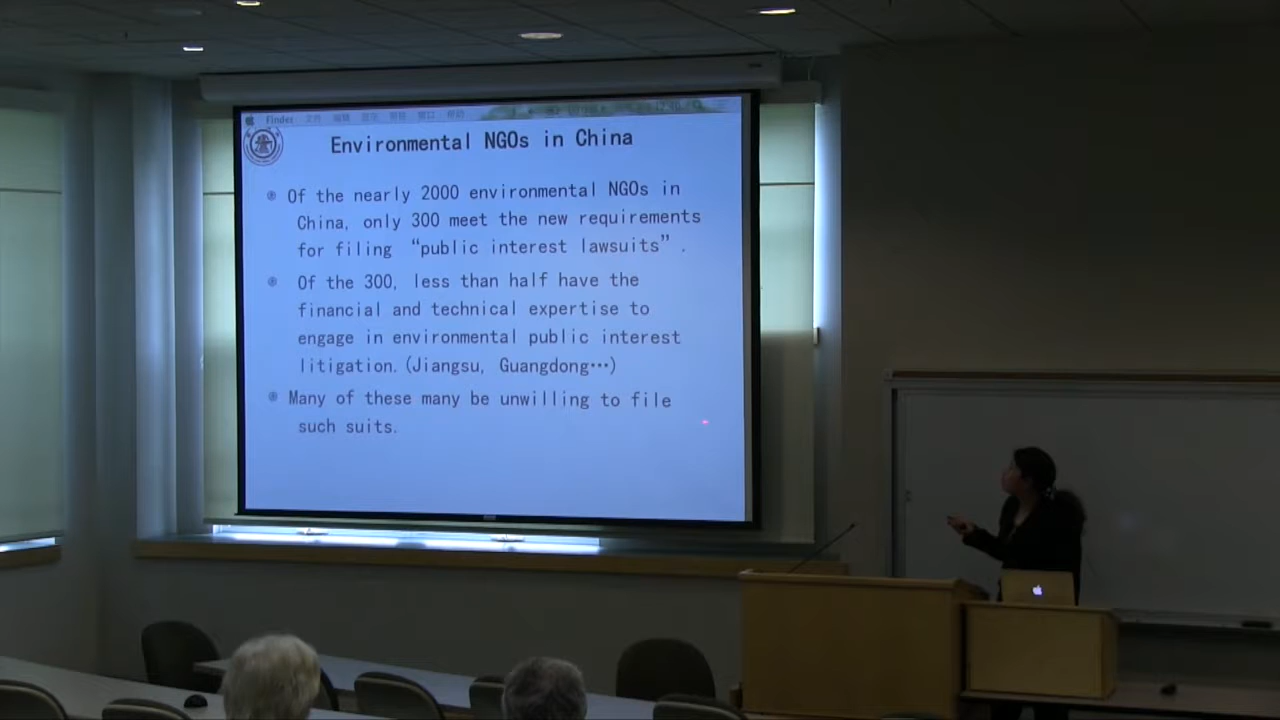 Finder
Environmental NGOs in China
Of the nearly 2000 environmental NGOs in
China, only 300 meet the new requirements
for filing “public interest lawsuits”.
Of the 300, less than half have the
financial and technical expertise to
engage in environmental public interest
litigation.(Jiangsu, Guangdong…)
Many of these many be unwilling to file
such suits.